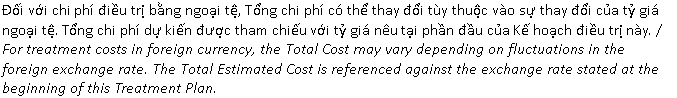 Đối với chi phí điều trị bằng ngoại tệ, Tổng chi phí có thể thay đổi tùy thuộc vào sự thay đổi của tỷ giá
ngoại tệ. Tổng chi phí dự kiến được tham chiếu với tỷ giá nêu tại phần đầu của Kế hoạch điều trị này. /
For treatment costs in foreign currency, the Total Cost may vary depending on fluctuations in the
foreign exchange rate. The Total Estimated Cost is referenced against the exchange rate stated at the
beginning of this Treatment Plan.